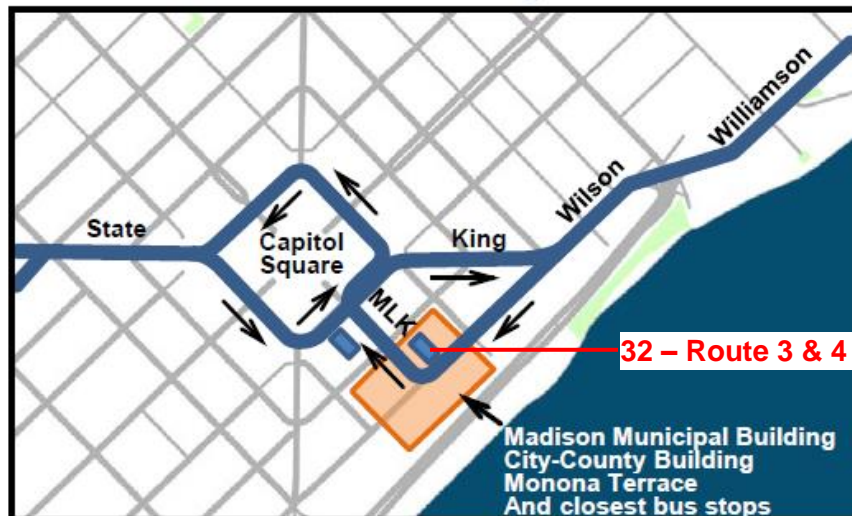 Williamson
Wilson
State
Capitol
Square
King
MLK
32 – Route 3 & 4
Madison Municipal Building
City-County Building
Monona Terrace
And closest bus stops